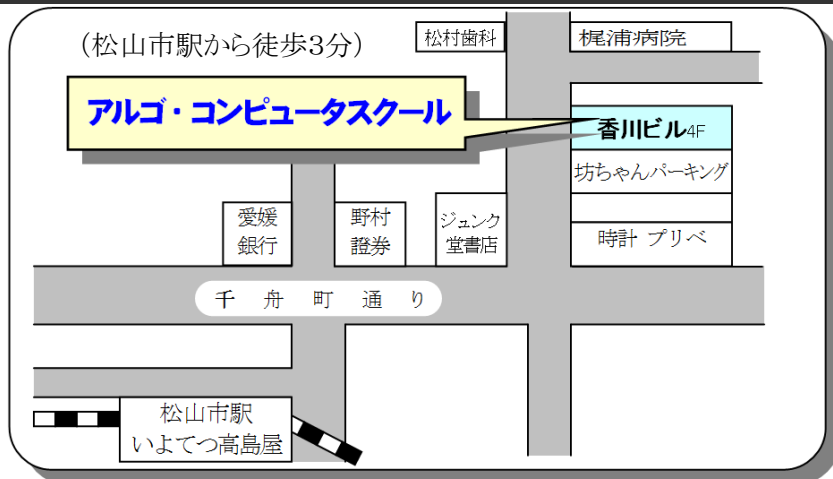 (松山市駅から徒歩3分)
松村歯科
梶浦病院
アルゴ・コンピュータスクール
香川ビル4F
坊ちゃんパーキング
愛媛
銀行
野村
證券
ジュンク
堂書店
時計 プリベ
千舟町通り
松山市駅
いよてつ高島屋